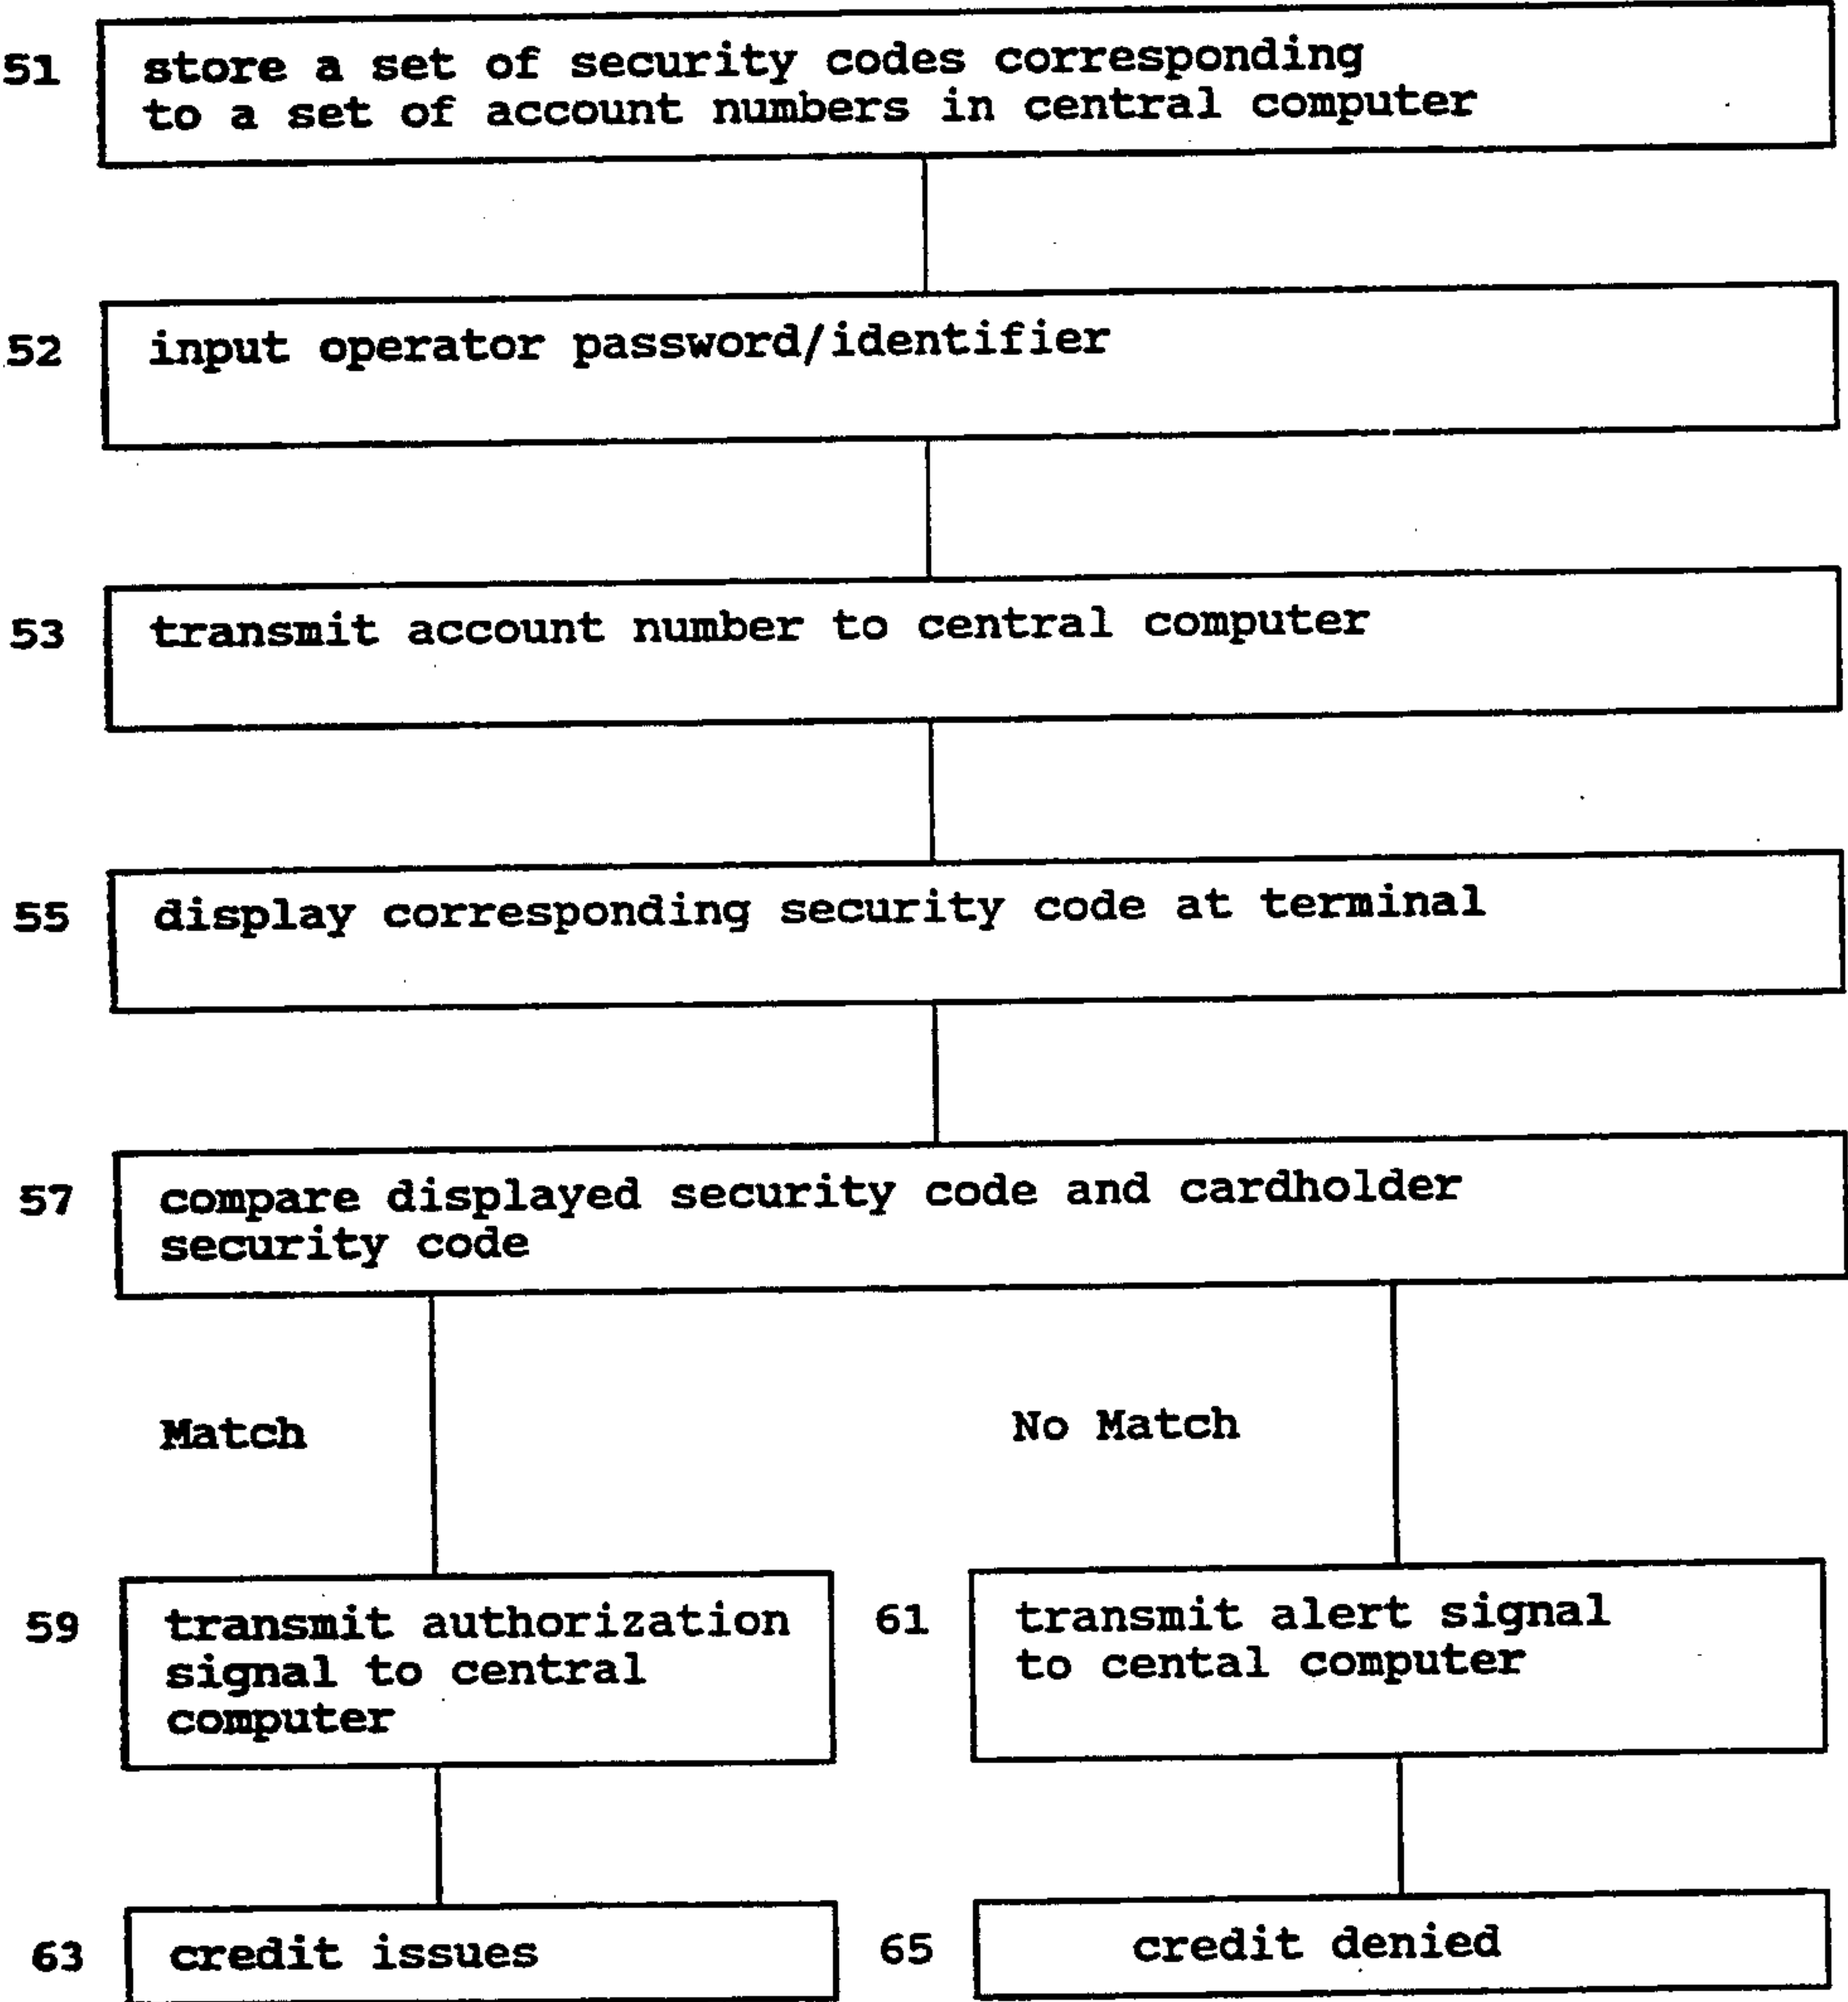 51 store a set of security codes corresponding
to a set of account numbers in central computer
52 input operator password/identifier
53 transmit account number to central computer
55 display corresponding security code at terminal
57 compare displayed security code and cardholder
security code
Match
No Match
59 transmit authorization
signal to central
computer
61 transmit alert signal
to cental computer
63 credit issues
65 credit denied